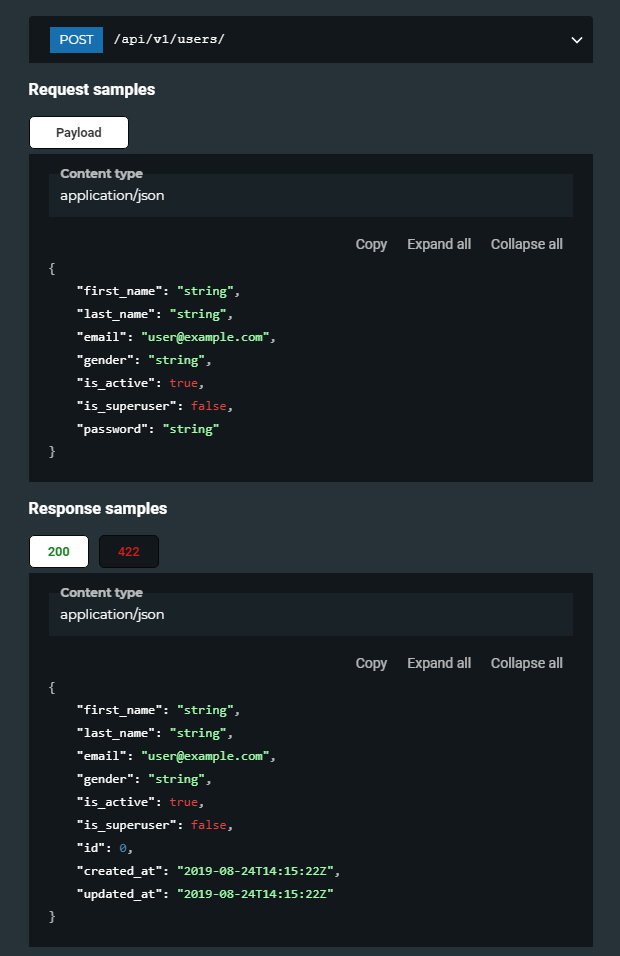 POST /api/v1/users/
Request samples
Payload
Content type
application/json
Copy Expand all Collapse all
{
"first_name": "string",
"last_name": "string",
"email": "user@example.com",
"gender": "string",
"is_active": true,
"is_superuser": false,
"password": "string"
}
Response samples
200 422
Content type
application/json
Copy Expand all Collapse all
{
"first_name": "string",
"last_name": "string",
"email": "user@example.com",
"gender": "string",
"is_active": true,
"is_superuser": false,
"id": 0,
"created_at": "2019-08-24T14:15:22Z",
"updated_at": "2019-08-24T14:15:22Z"
}